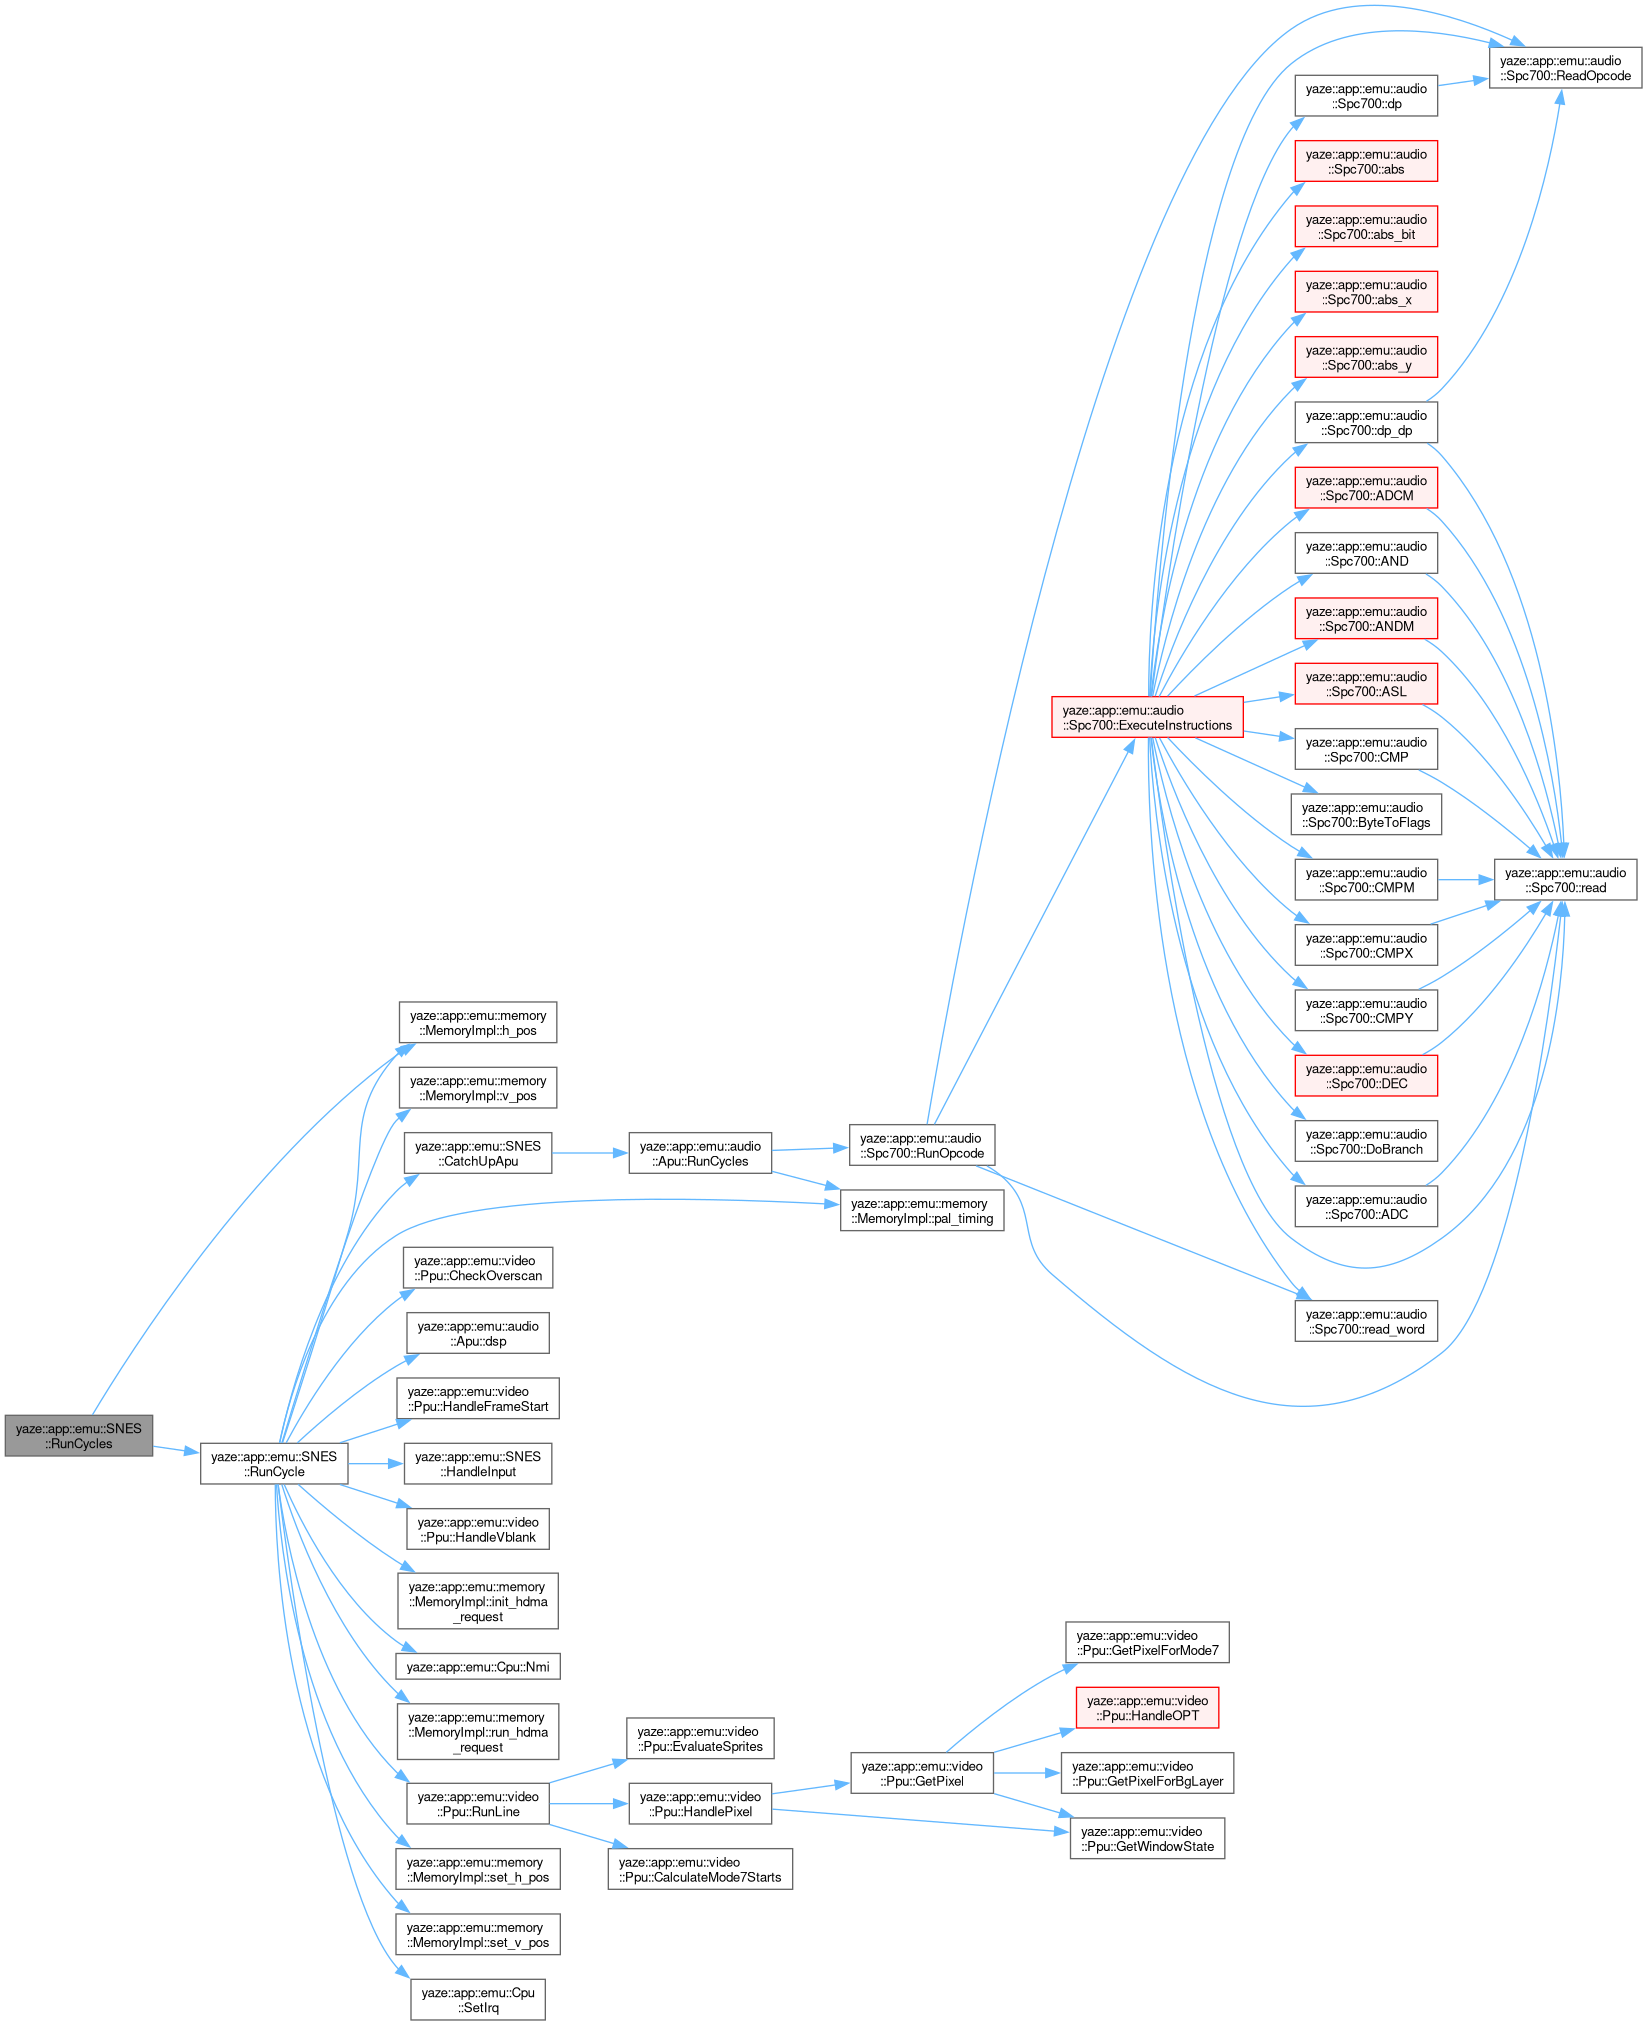 yaze::app::emu::audio
::Spc700::ReadOpcode
yaze::app::emu::audio
::Spc700::dp
yaze::app::emu::audio
::Spc700::abs
yaze::app::emu::audio
::Spc700::abs_bit
yaze::app::emu::audio
::Spc700::abs_x
yaze::app::emu::audio
::Spc700::abs_y
yaze::app::emu::audio
::Spc700::dp_dp
yaze::app::emu::audio
::Spc700::ADCM
yaze::app::emu::audio
::Spc700::AND
yaze::app::emu::audio
::Spc700::ANDM
yaze::app::emu::audio
::Spc700::ASL
yaze::app::emu::audio
::Spc700::ExecuteInstructions
yaze::app::emu::audio
::Spc700::CMP
yaze::app::emu::audio
::Spc700::ByteToFlags
yaze::app::emu::audio
::Spc700::CMPM
yaze::app::emu::audio
::Spc700::read
yaze::app::emu::audio
::Spc700::CMPX
yaze::app::emu::audio
::Spc700::CMPY
yaze::app::emu::audio
::Spc700::DEC
yaze::app::emu::audio
::Spc700::DoBranch
yaze::app::emu::audio
::Spc700::ADC
yaze::app::emu::audio
::Spc700::read_word
yaze::app::emu::memory
::MemoryImpl::h_pos
yaze::app::emu::memory
::MemoryImpl::v_pos
yaze::app::emu::SNES
::CatchUpApu
yaze::app::emu::audio
::Apu::RunCycles
yaze::app::emu::audio
::Spc700::RunOpcode
yaze::app::emu::memory
::MemoryImpl::pal_timing
yaze::app::emu::video
::Ppu::CheckOverscan
yaze::app::emu::audio
::Apu::dsp
yaze::app::emu::video
::Ppu::HandleFrameStart
yaze::app::emu::SNES
::RunCycles
yaze::app::emu::SNES
::RunCycle
yaze::app::emu::SNES
::HandleInput
yaze::app::emu::video
::Ppu::HandleVblank
yaze::app::emu::memory
::MemoryImpl::init_hdma
_request
yaze::app::emu::Cpu::Nmi
yaze::app::emu::memory
::MemoryImpl::run_hdma
_request
yaze::app::emu::video
::Ppu::RunLine
yaze::app::emu::memory
::MemoryImpl::set_h_pos
yaze::app::emu::memory
::MemoryImpl::set_v_pos
yaze::app::emu::Cpu
::SetIrq
yaze::app::emu::video
::Ppu::EvaluateSprites
yaze::app::emu::video
::Ppu::HandlePixel
yaze::app::emu::video
::Ppu::CalculateMode7Starts
yaze::app::emu::video
::Ppu::GetPixel
yaze::app::emu::video
::Ppu::GetPixelForMode7
yaze::app::emu::video
::Ppu::HandleOPT
yaze::app::emu::video
::Ppu::GetPixelForBgLayer
yaze::app::emu::video
::Ppu::GetWindowState